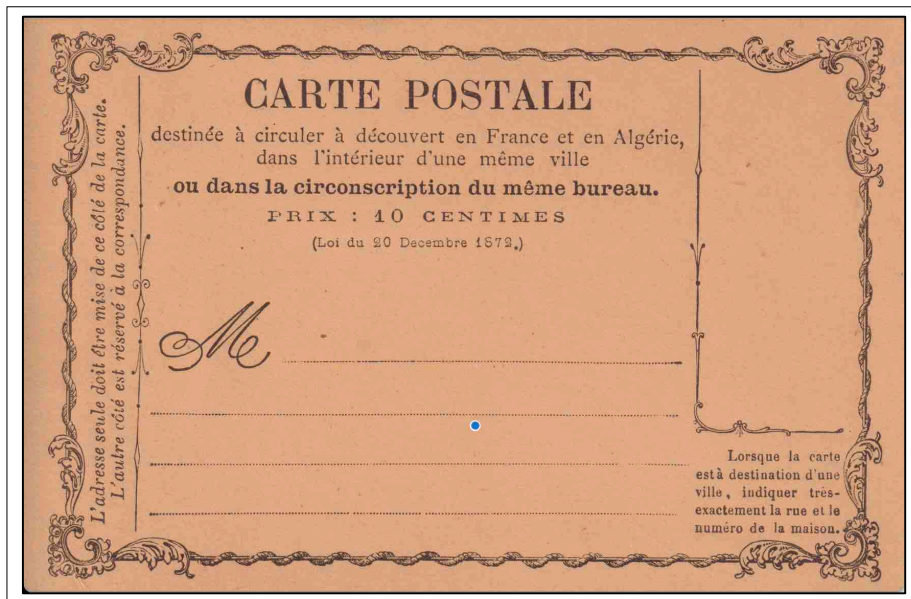 CARTE POSTALE
destinée à circuler à découvert en France et en Algérie,
dans l'intérieur d'une même ville
ou dans la circonscription du même bureau.
PRIX : 10 CENTIMES
(Loi du 20 Decembre 1872.)
L'adresse seule doit être mise de ce côté de la carte.
L'autre côté est réservé à la correspondance.
M
Lorsque la carte
est à destination d'une
ville, indiquer très-
exactement la rue et le
numéro de la maison.